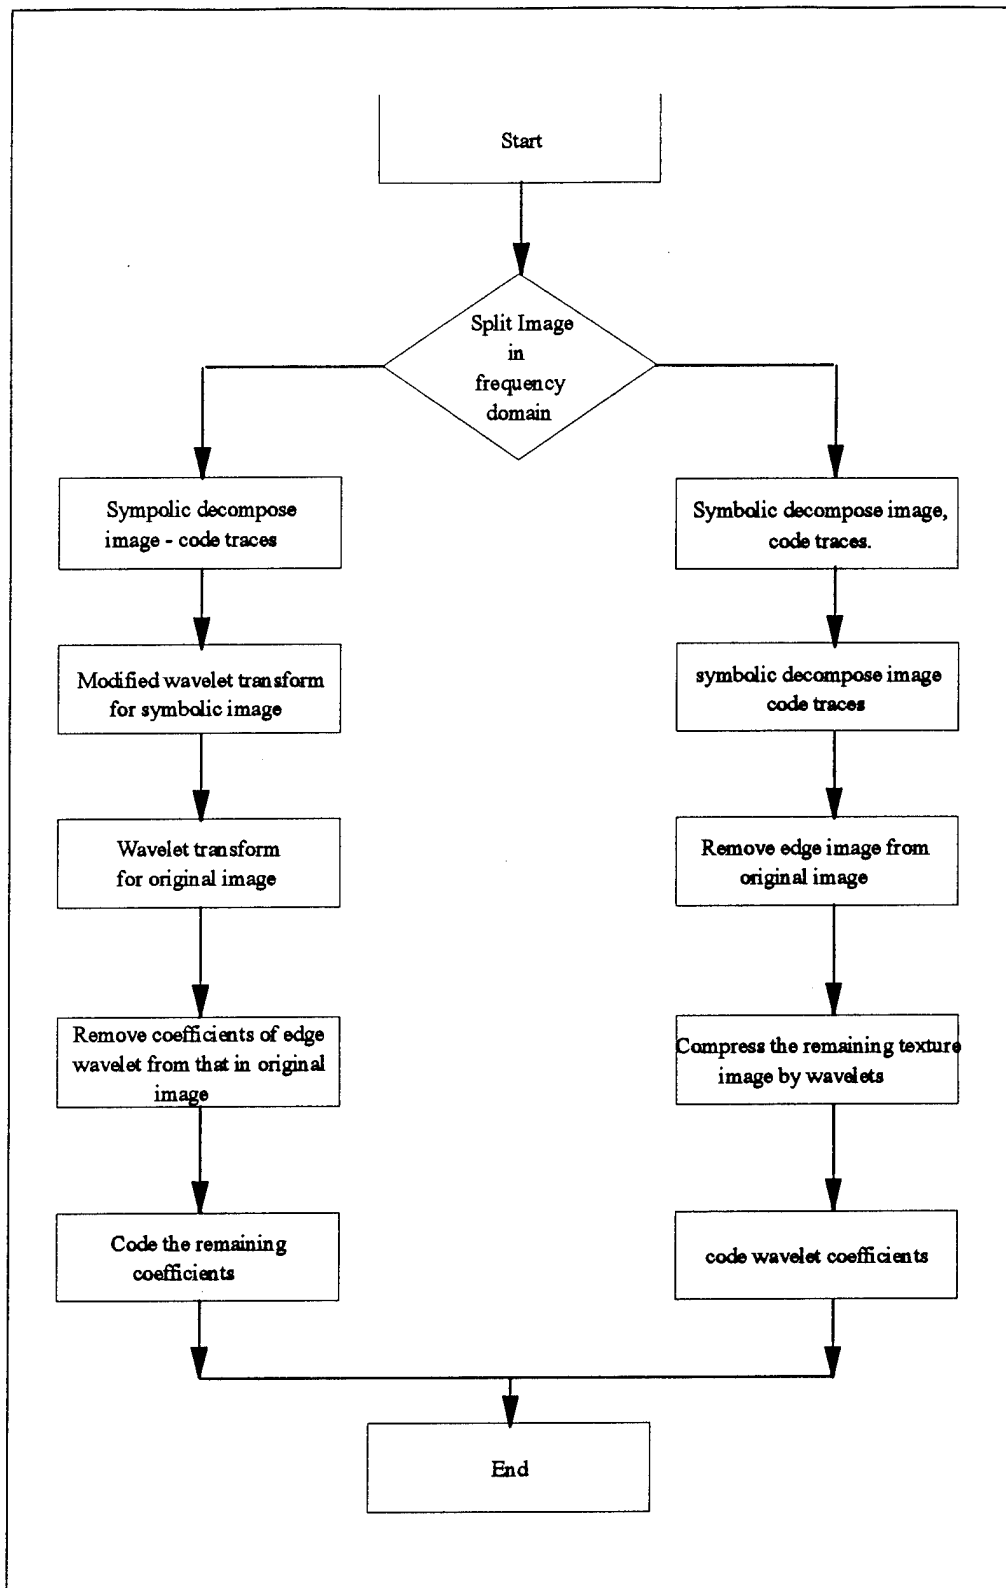 Start
Split Image
in
frequency
domain
Sympolic decompose
image - code traces
Modified wavelet transform
for symbolic image
Wavelet transform
for original image
Remove coefficients of edge
wavelet from that in original
image
Code the remaining
coefficients
Symbolic decompose image,
code traces.
symbolic decompose image
code traces
Remove edge image from
original image
Compress the remaining texture
image by wavelets
code wavelet coefficients
End